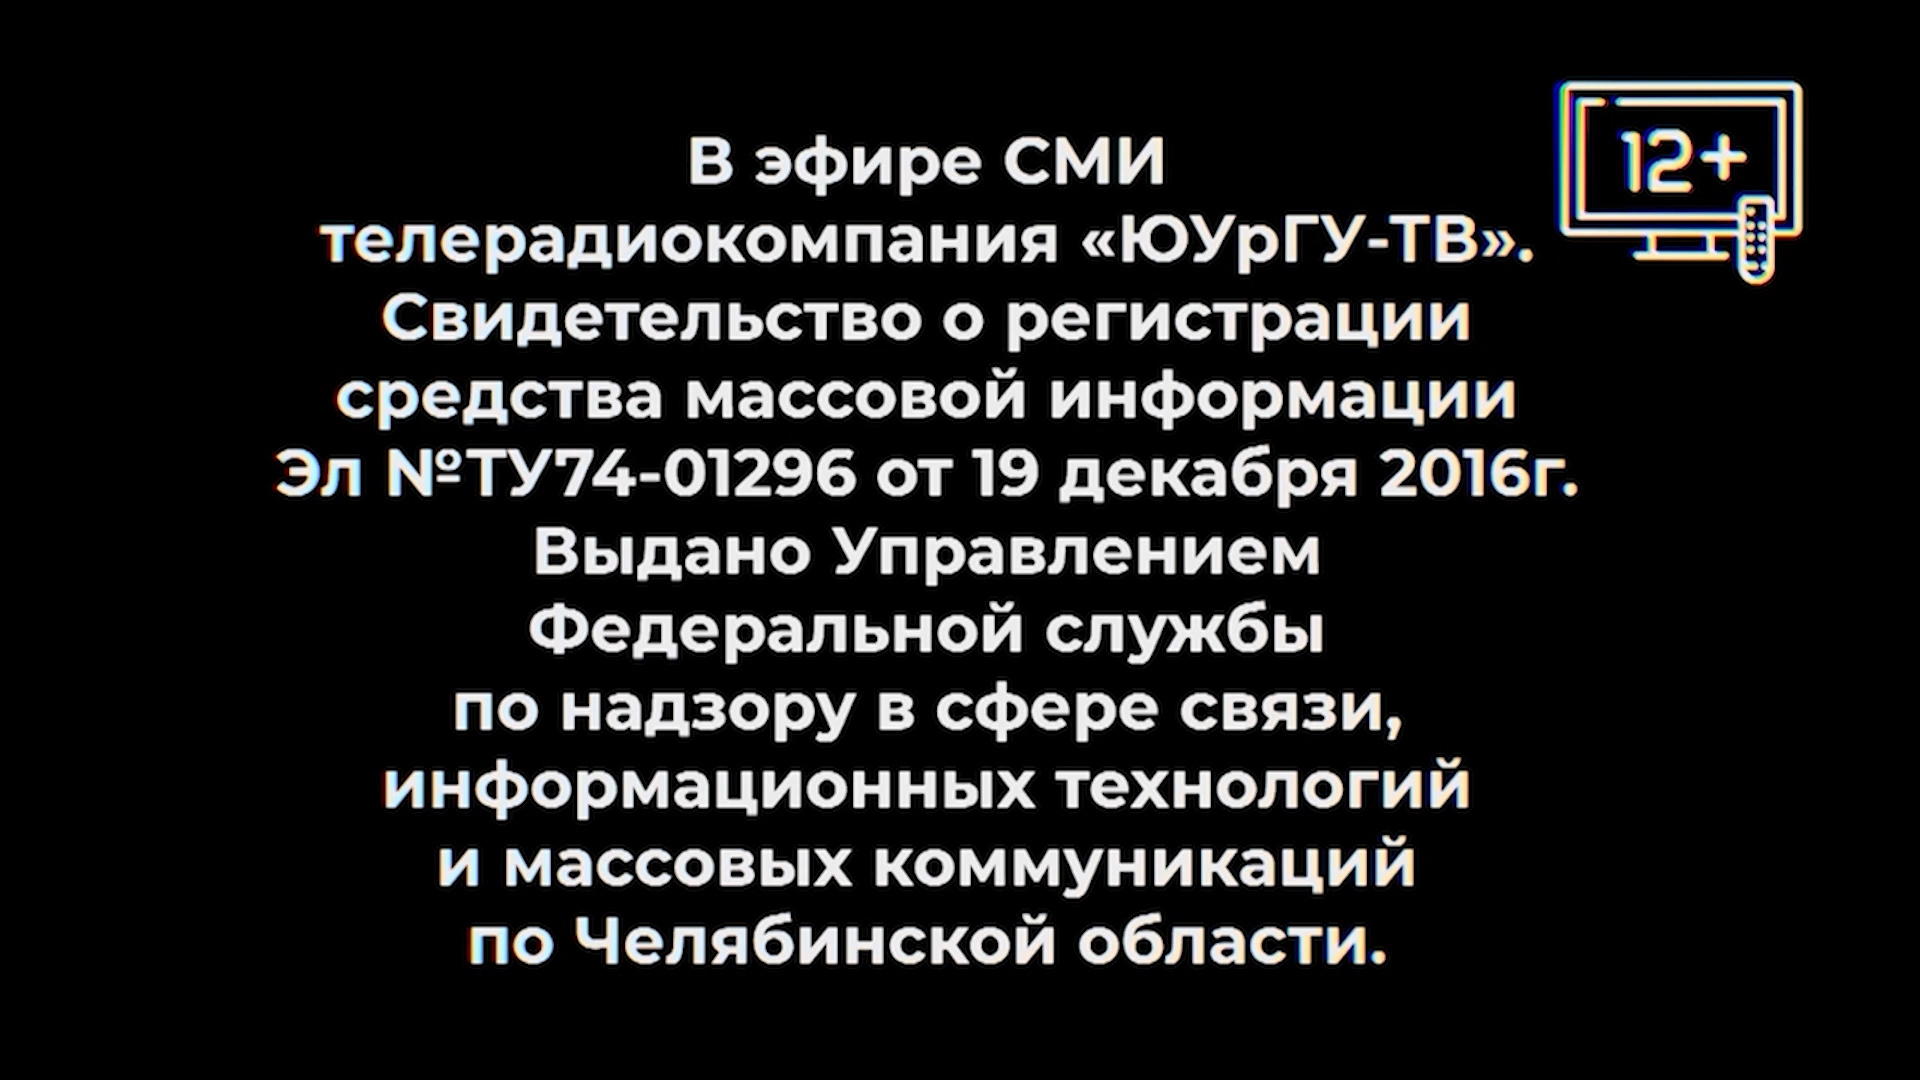 В эфире СМИ
телерадиокомпания «ЮУрГУ-ТВ».
Свидетельство о регистрации
средства массовой информации
Эл №ТУ74-01296 от 19 декабря 2016г.
Выдано Управлением
Федеральной службы
по надзору в сфере связи,
информационных технологий
и массовых коммуникаций
по Челябинской области.
12+